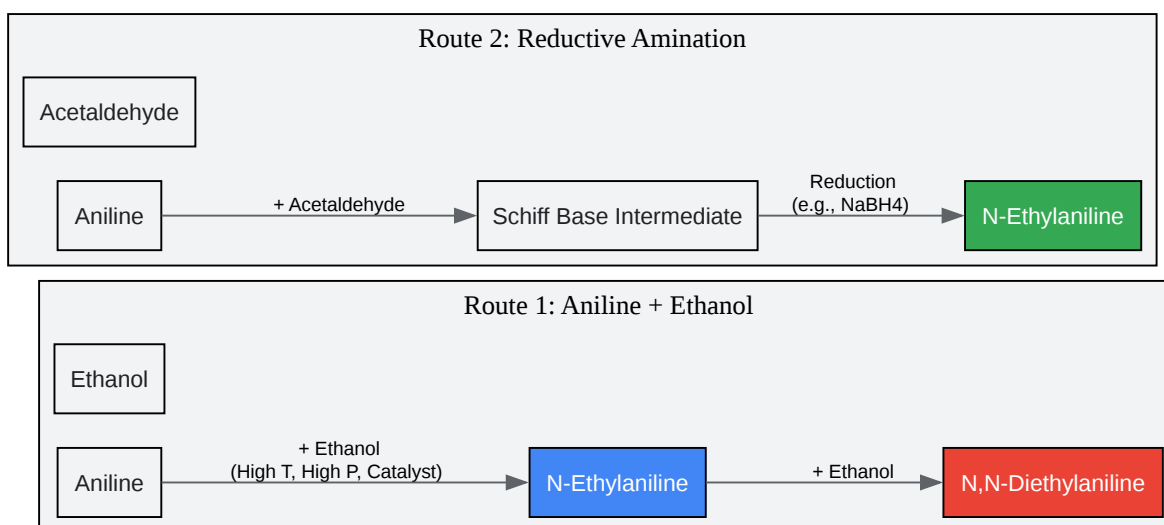 Route 2: Reductive Amination
Acetaldehyde
Aniline
+ Acetaldehyde
Schiff Base Intermediate
Reduction
(e.g., NaBH4)
N-Ethylaniline
Route 1: Aniline + Ethanol
Ethanol
Aniline
+ Ethanol
(High T, High P, Catalyst)
N-Ethylaniline
+ Ethanol
N,N-Diethylaniline